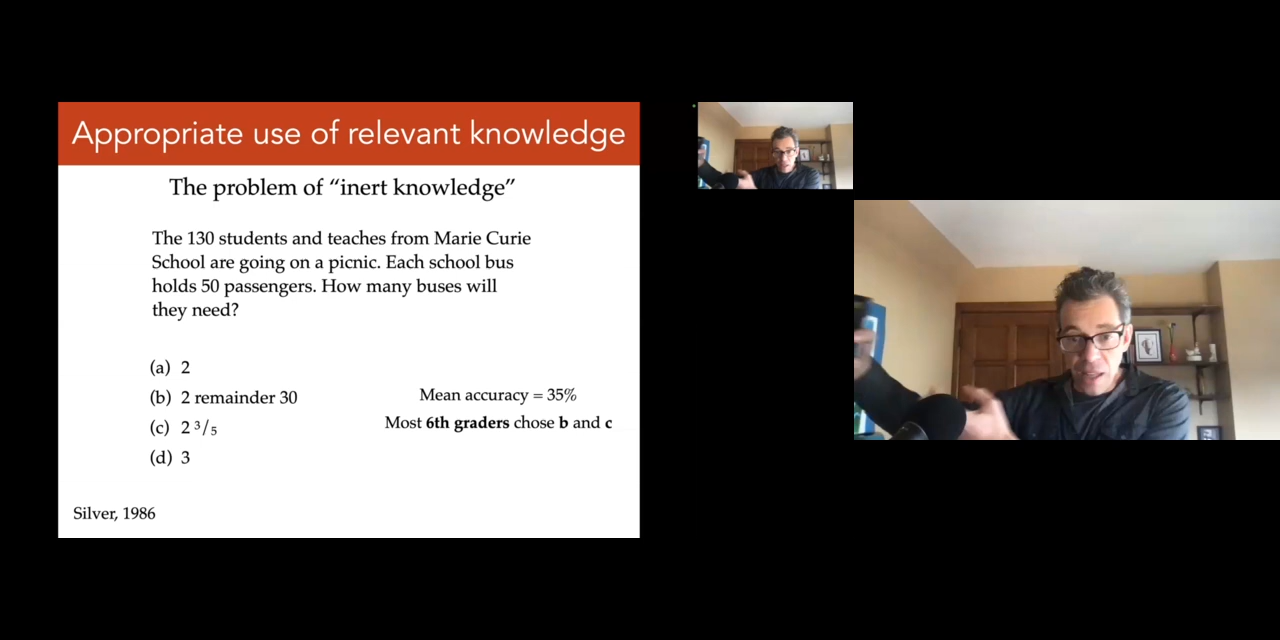 Appropriate use of relevant knowledge
The problem of “inert knowledge”
The 130 students and teaches from Marie Curie
School are going on a picnic. Each school bus
holds 50 passengers. How many buses will
they need?
(a) 2
(b) 2 remainder 30
(c) 2 3/5
(d) 3
Mean accuracy = 35%
Most 6th graders chose b and c
Silver, 1986